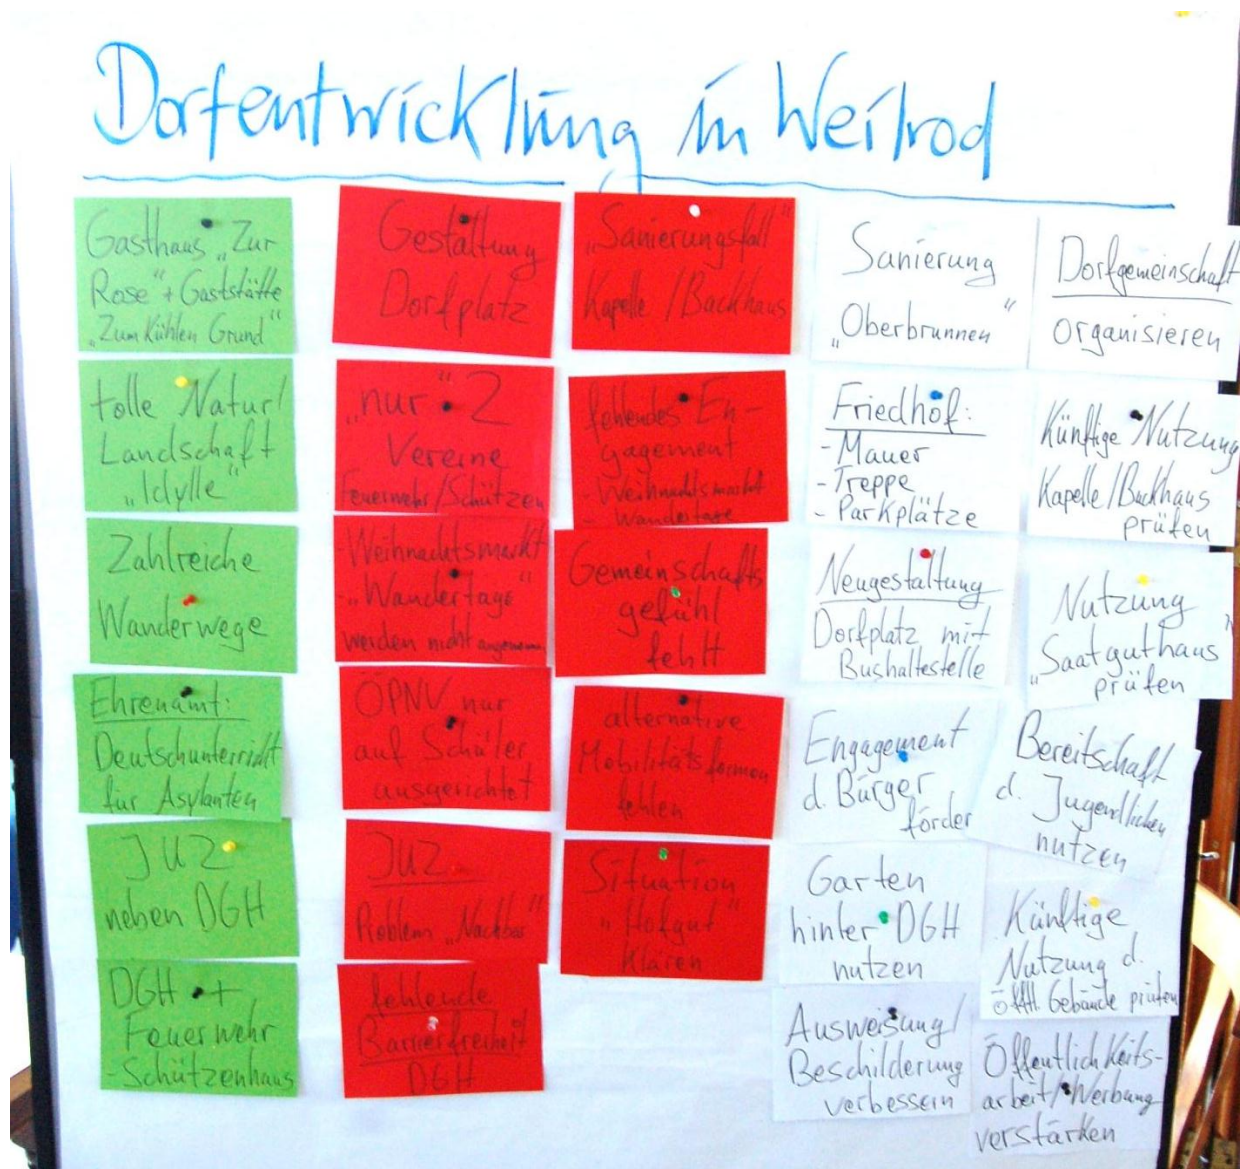 Dorfentwicklung in Weilrod
Gasthaus „Zur
Rose" + Gaststätte
„Zum Kühlen Grund"
tolle Natur/
Landschaft
„Idylle"
Zahlreiche
Wanderwege
Ehrenamt:
Deutschunterricht
für Asylanten
JUZ
neben DGH
DGH +
Feuerwehr
- Schützenhaus
Gestaltung
Dorfplatz
„nur" 2
Vereine
Feuerwehr/Schützen
- Weihnachtsmarkt
- „Wandertage"
werden nicht angenomm.
ÖPNV nur
auf Schüler
ausgerichtet
JUZ
Problem „Nachbar"
fehlende
Barrierefreiheit
DGH
„Sanierungsfall"
Kapelle / Backhaus
fehlendes En-
gagement
- Weihnachtsmarkt
- Wandertage
Gemeinschafts
gefühl
fehlt
alternative
Mobilitätsformen
fehlen
Situation
„Hofgut"
klären
Sanierung
„Oberbrunnen"
Friedhof:
- Mauer
- Treppe
- Parkplätze
Neugestaltung
Dorfplatz mit
Bushaltestelle
Engagement
d. Bürger
förder
Garten
hinter DGH
nutzen
Ausweisung/
Beschilderung
verbessern
Dorfgemeinschaft
organisieren
Künftige Nutzung
Kapelle/Backhaus
prüfen
Nutzung
„Saatguthaus"
prüfen
Bereitschaft
d. Jugendlichen
nutzen
Künftige
Nutzung d.
öfftl. Gebäude prüfen
Öffentlichkeits-
arbeit/Werbung
verstärken